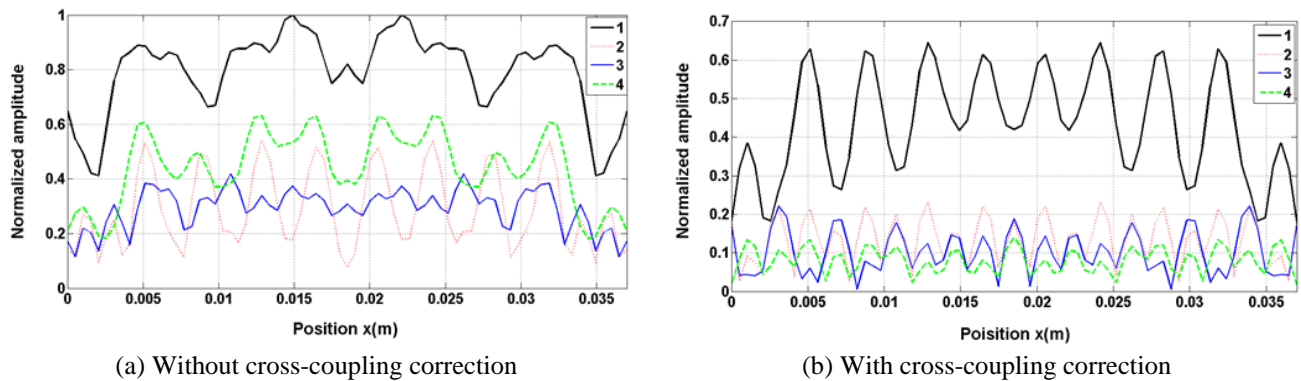 1
0.8
0.6
0.4
0.2
0
Normalized amplitude
0 0.005 0.01 0.015 0.02 0.025 0.03 0.035
Position x(m)
1
2
3
4
(a) Without cross-coupling correction
0.7
0.6
0.5
0.4
0.3
0.2
0.1
0
Normalized amplitude
0 0.005 0.01 0.015 0.02 0.025 0.03 0.035
Poisition x(m)
1
2
3
4
(b) With cross-coupling correction